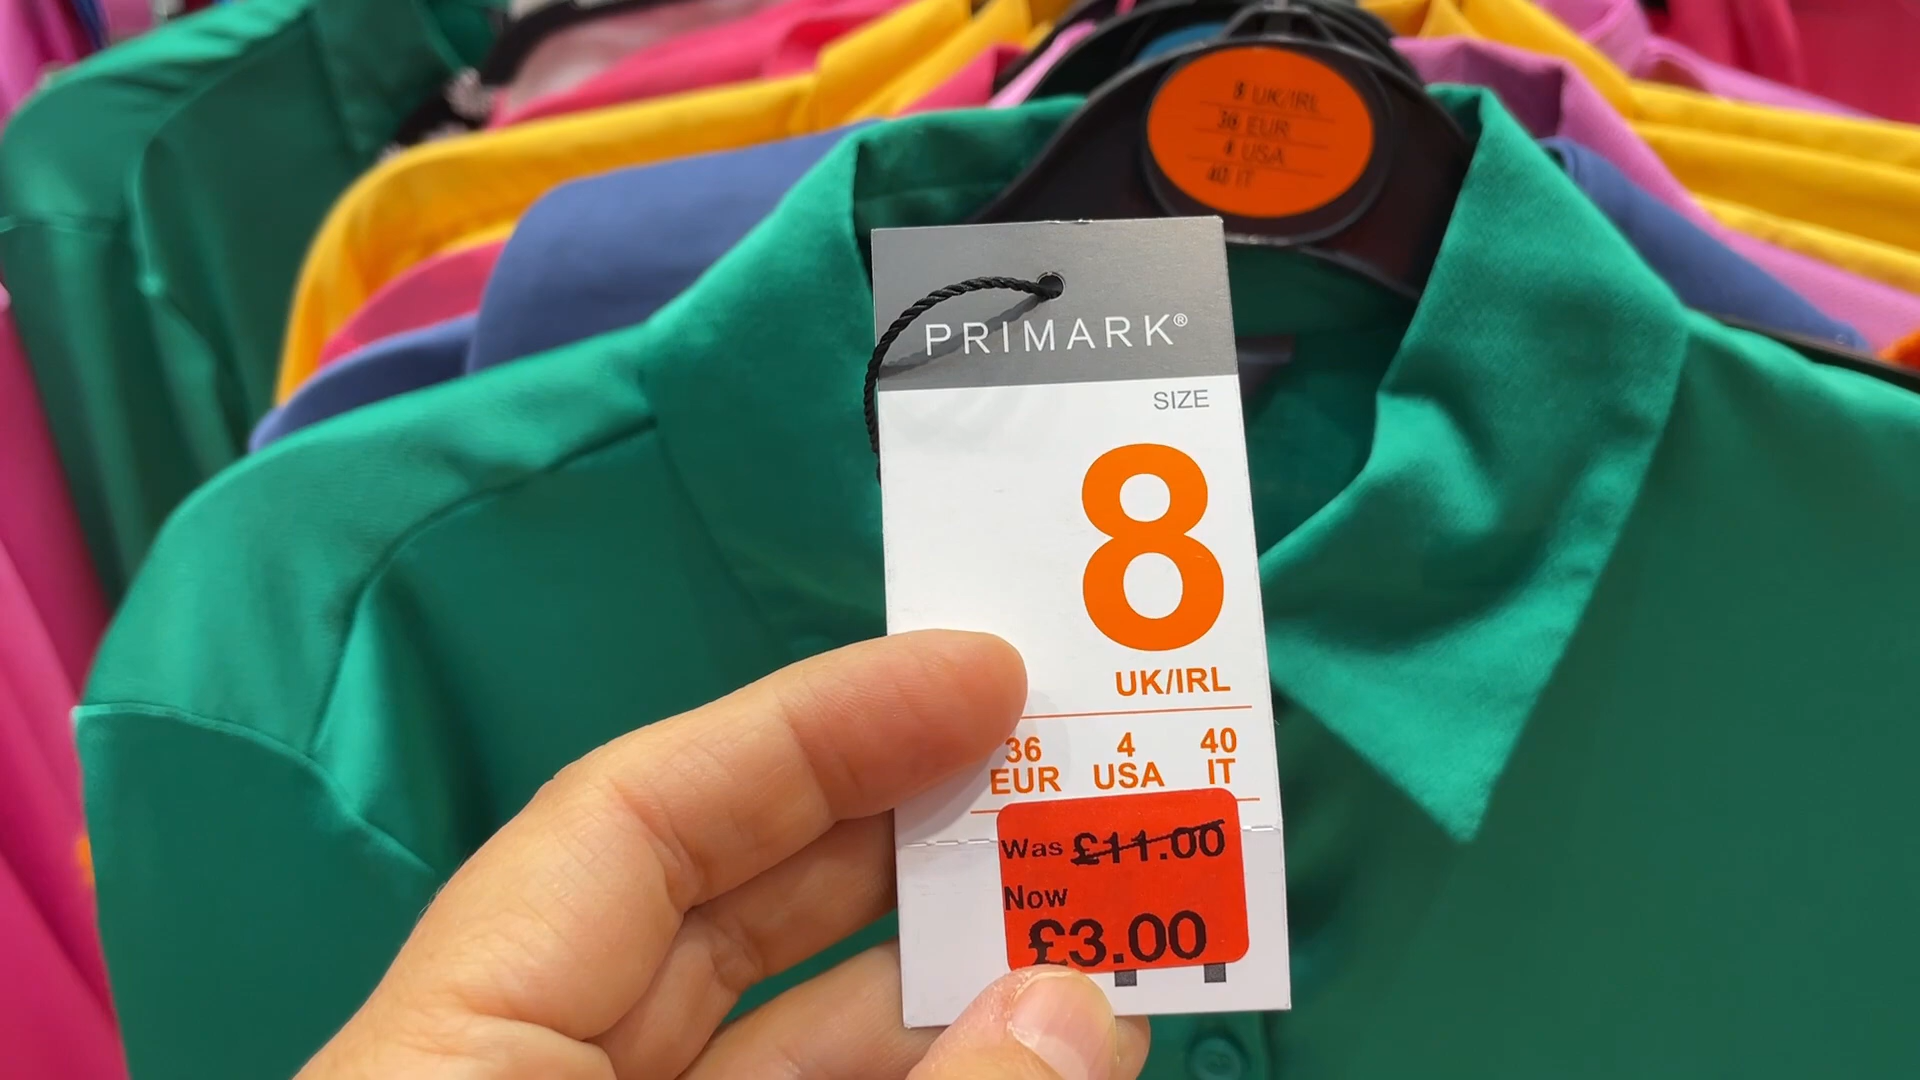 8 UK/IRL
36 EUR
4 USA
40 IT
PRIMARK®
SIZE
8
UK/IRL
36 4 40
EUR USA IT
Was £11.00
Now
£3.00